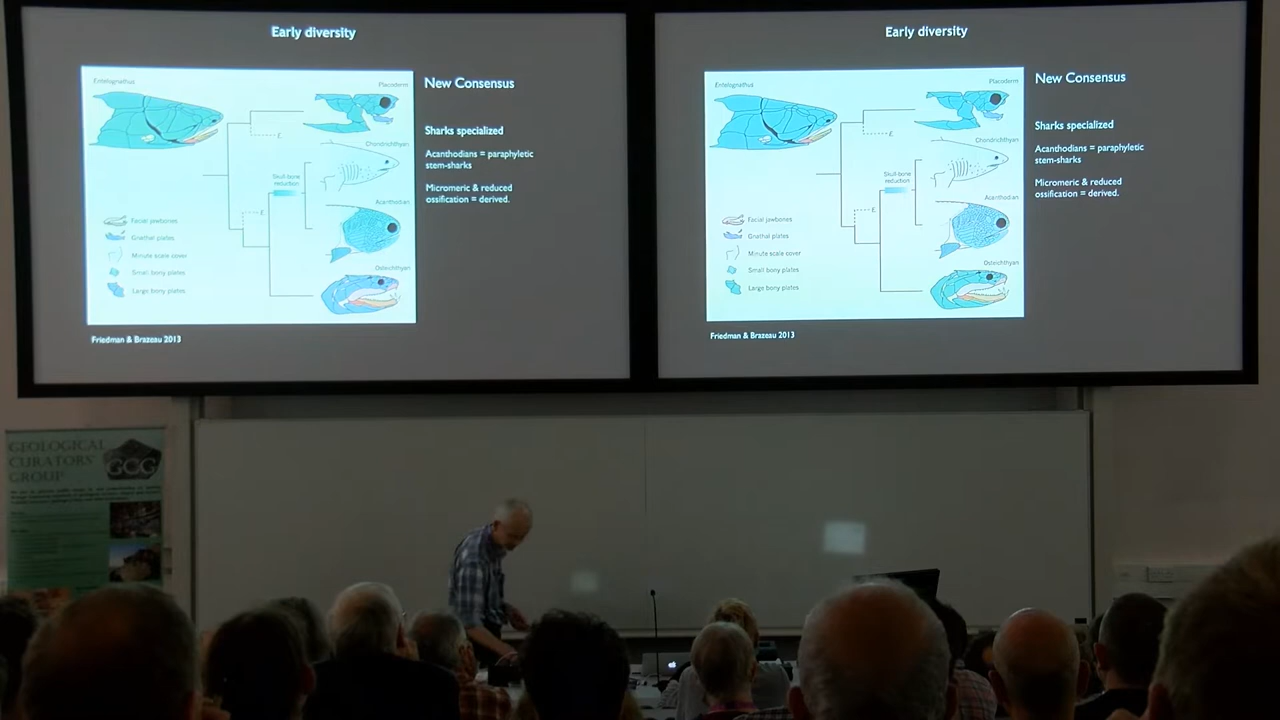 Early diversity
Entelognathus
Placoderm
E.
Chondrichthyan
Skull-bone
reduction
Acanthodian
E.
Osteichthyan
Facial jawbones
Gnathal plates
Minute scale cover
Small bony plates
Large bony plates
New Consensus
Sharks specialized
Acanthodians = paraphyletic
stem-sharks
Micromeric & reduced
ossification = derived.
Friedman & Brazeau 2013
Early diversity
Entelognathus
Placoderm
E.
Chondrichthyan
Skull-bone
reduction
Acanthodian
E.
Osteichthyan
Facial jawbones
Gnathal plates
Minute scale cover
Small bony plates
Large bony plates
New Consensus
Sharks specialized
Acanthodians = paraphyletic
stem-sharks
Micromeric & reduced
ossification = derived.
Friedman & Brazeau 2013
GEOLOGICAL
CURATORS'
GROUP
GCG